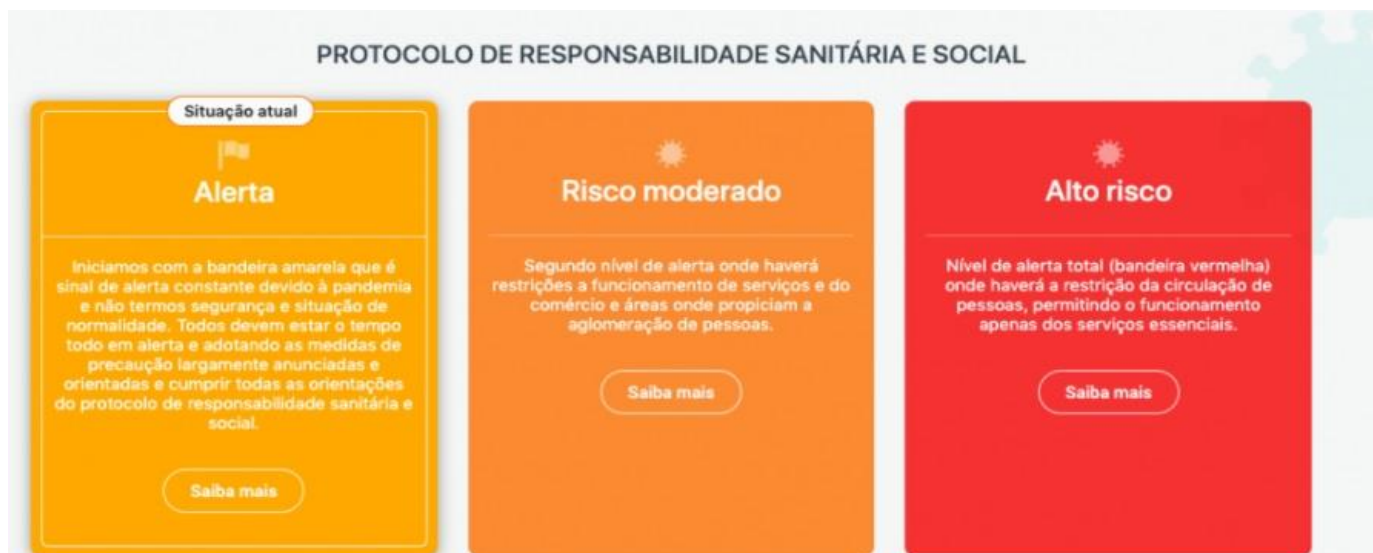 PROTOCOLO DE RESPONSABILIDADE SANITÁRIA E SOCIAL
Situação atual
Alerta
Iniciamos com a bandeira amarela que é
sinal de alerta constante devido à pandemia
e não termos segurança e situação de
normalidade. Todos devem estar o tempo
todo em alerta e adotando as medidas de
precaução largamente anunciadas e
orientadas e cumprir todas as orientações
do protocolo de responsabilidade sanitária e
social.
Saiba mais
Risco moderado
Segundo nível de alerta onde haverá
restrições a funcionamento de serviços e do
comércio e áreas onde propiciam a
aglomeração de pessoas.
Saiba mais
Alto risco
Nível de alerta total (bandeira vermelha)
onde haverá a restrição da circulação de
pessoas, permitindo o funcionamento
apenas dos serviços essenciais.
Saiba mais